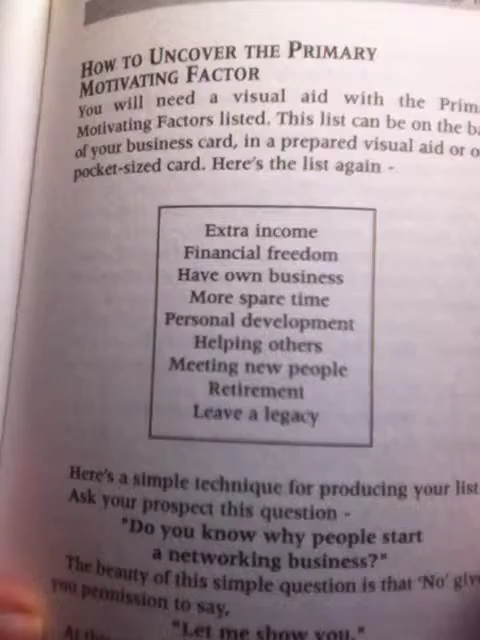 HOW TO UNCOVER THE PRIMARY
MOTIVATING FACTOR
You will need a visual aid with the Prim
Motivating Factors listed. This list can be on the ba
of your business card, in a prepared visual aid or o
pocket-sized card. Here's the list again -
Extra income
Financial freedom
Have own business
More spare time
Personal development
Helping others
Meeting new people
Retirement
Leave a legacy
Here's a simple technique for producing your list
Ask your prospect this question -
"Do you know why people start
a networking business?"
The beauty of this simple question is that 'No' giv
you permission to say,
"Let me show you."